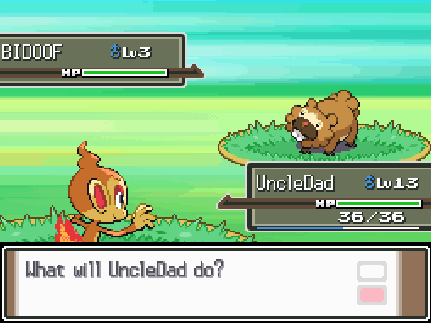 BIDOOF ♂Lv3
HP
UncleDad ♂Lv13
HP
36/36
What will UncleDad do?